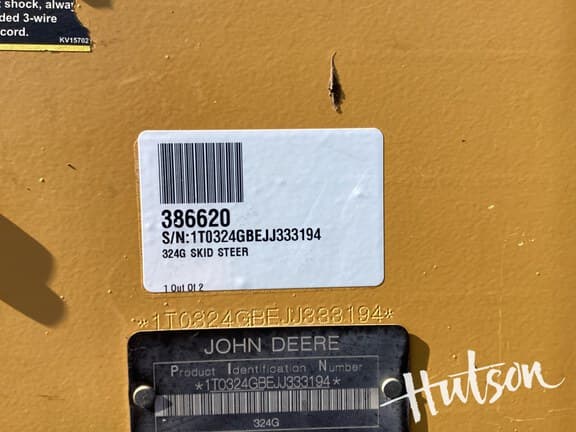 t shock, alway
ded 3-wire
cord.
KV15702
386620
S/N:1T0324GBEJJ333194
324G SKID STEER
1 Out Of 2
*1T0324GBEJJ333194*
JOHN DEERE
Product Identification Number
*1T0324GBEJJ333194*
324G
Hutson